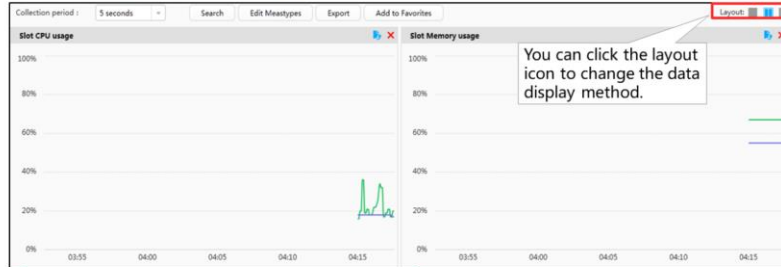 Collection period : 5 seconds Search Edit Meastypes Export Add to Favorites Layout:
Slot CPU usage
Slot Memory usage
You can click the layout
icon to change the data
display method.
100%
80%
60%
40%
20%
0%
03:55 04:00 04:05 04:10 04:15
100%
80%
60%
40%
20%
0%
03:55 04:00 04:05 04:10 04:15